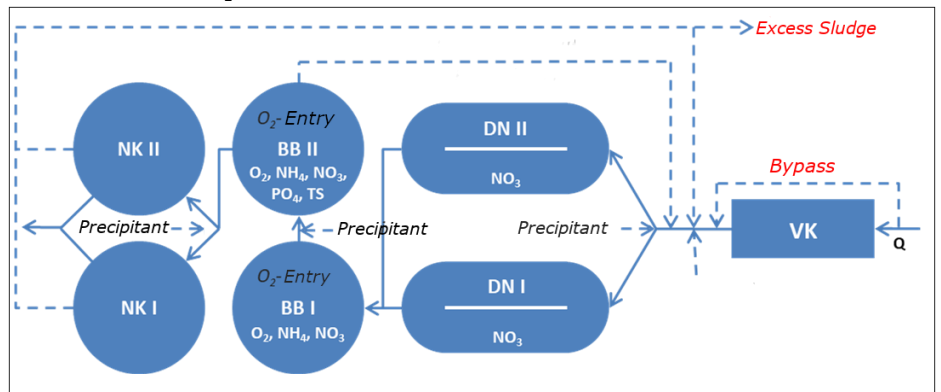 Excess Sludge
O₂-Entry
BB II
O₂, NH₄, NO₃,
PO₄, TS
NK II
DN II
NO₃
Bypass
Precipitant
Precipitant
Precipitant
VK
Q
O₂-Entry
BB I
O₂, NH₄, NO₃
NK I
DN I
NO₃